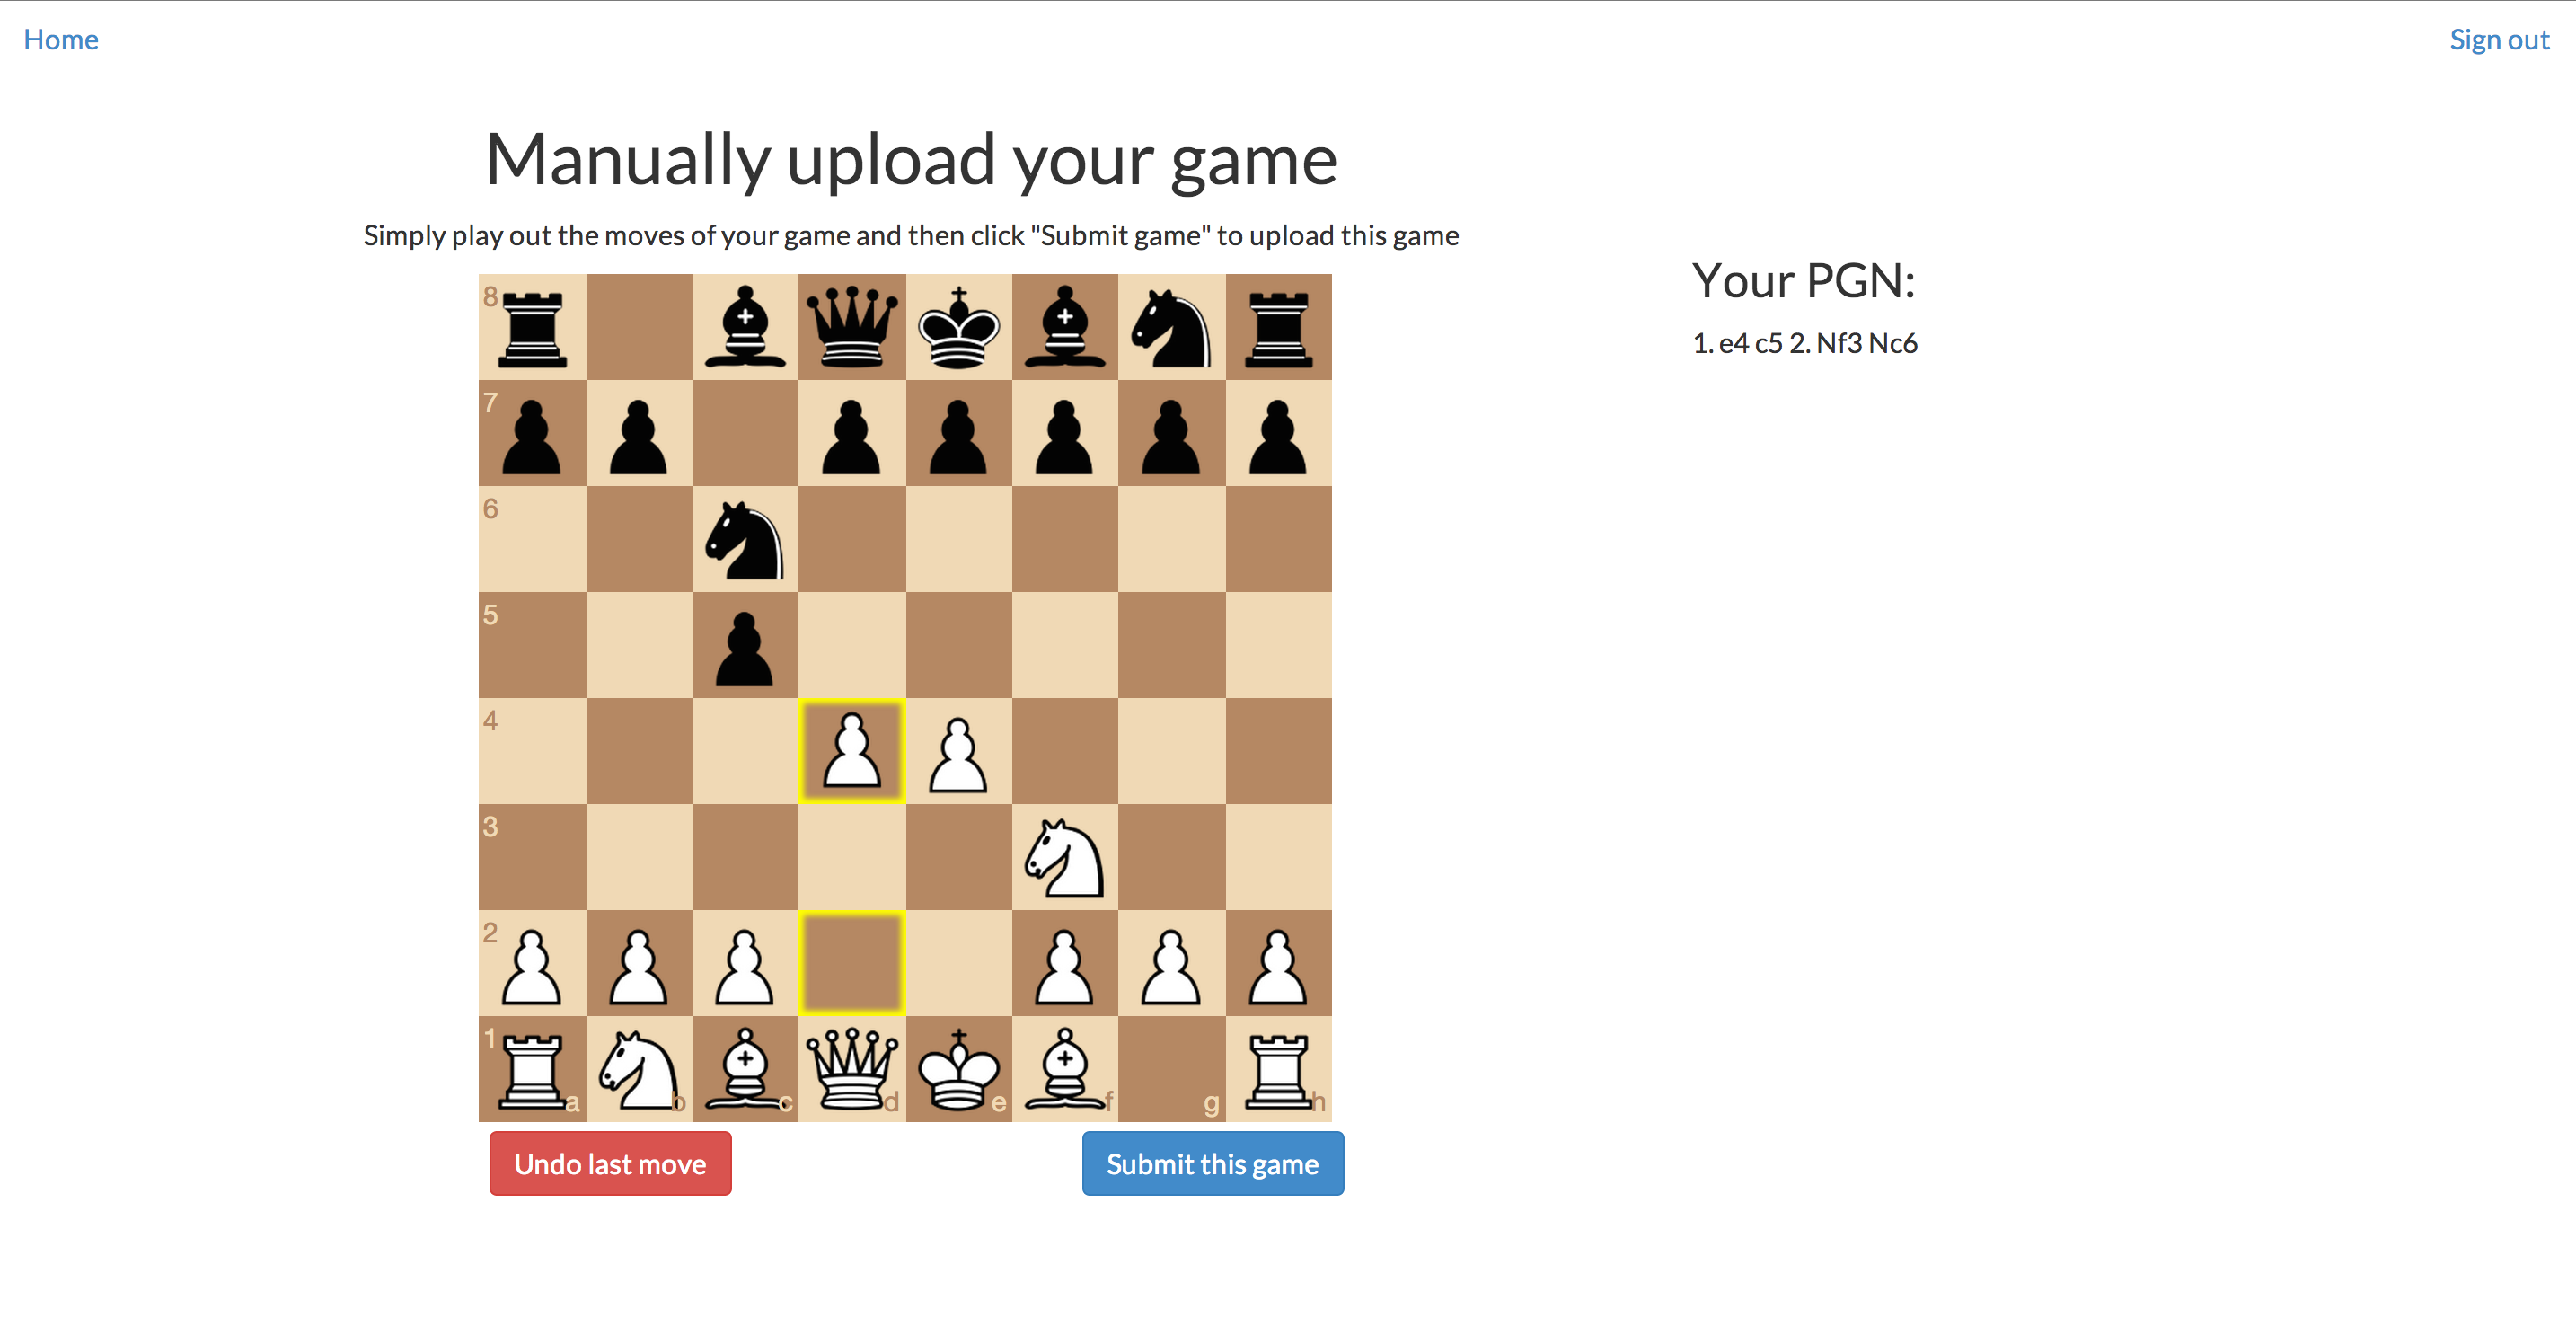 Home
Sign out
Manually upload your game
Simply play out the moves of your game and then click "Submit game" to upload this game
Your PGN:
1. e4 c5 2. Nf3 Nc6
8
7
6
5
4
3
2
1
a b c d e f g h
Undo last move
Submit this game